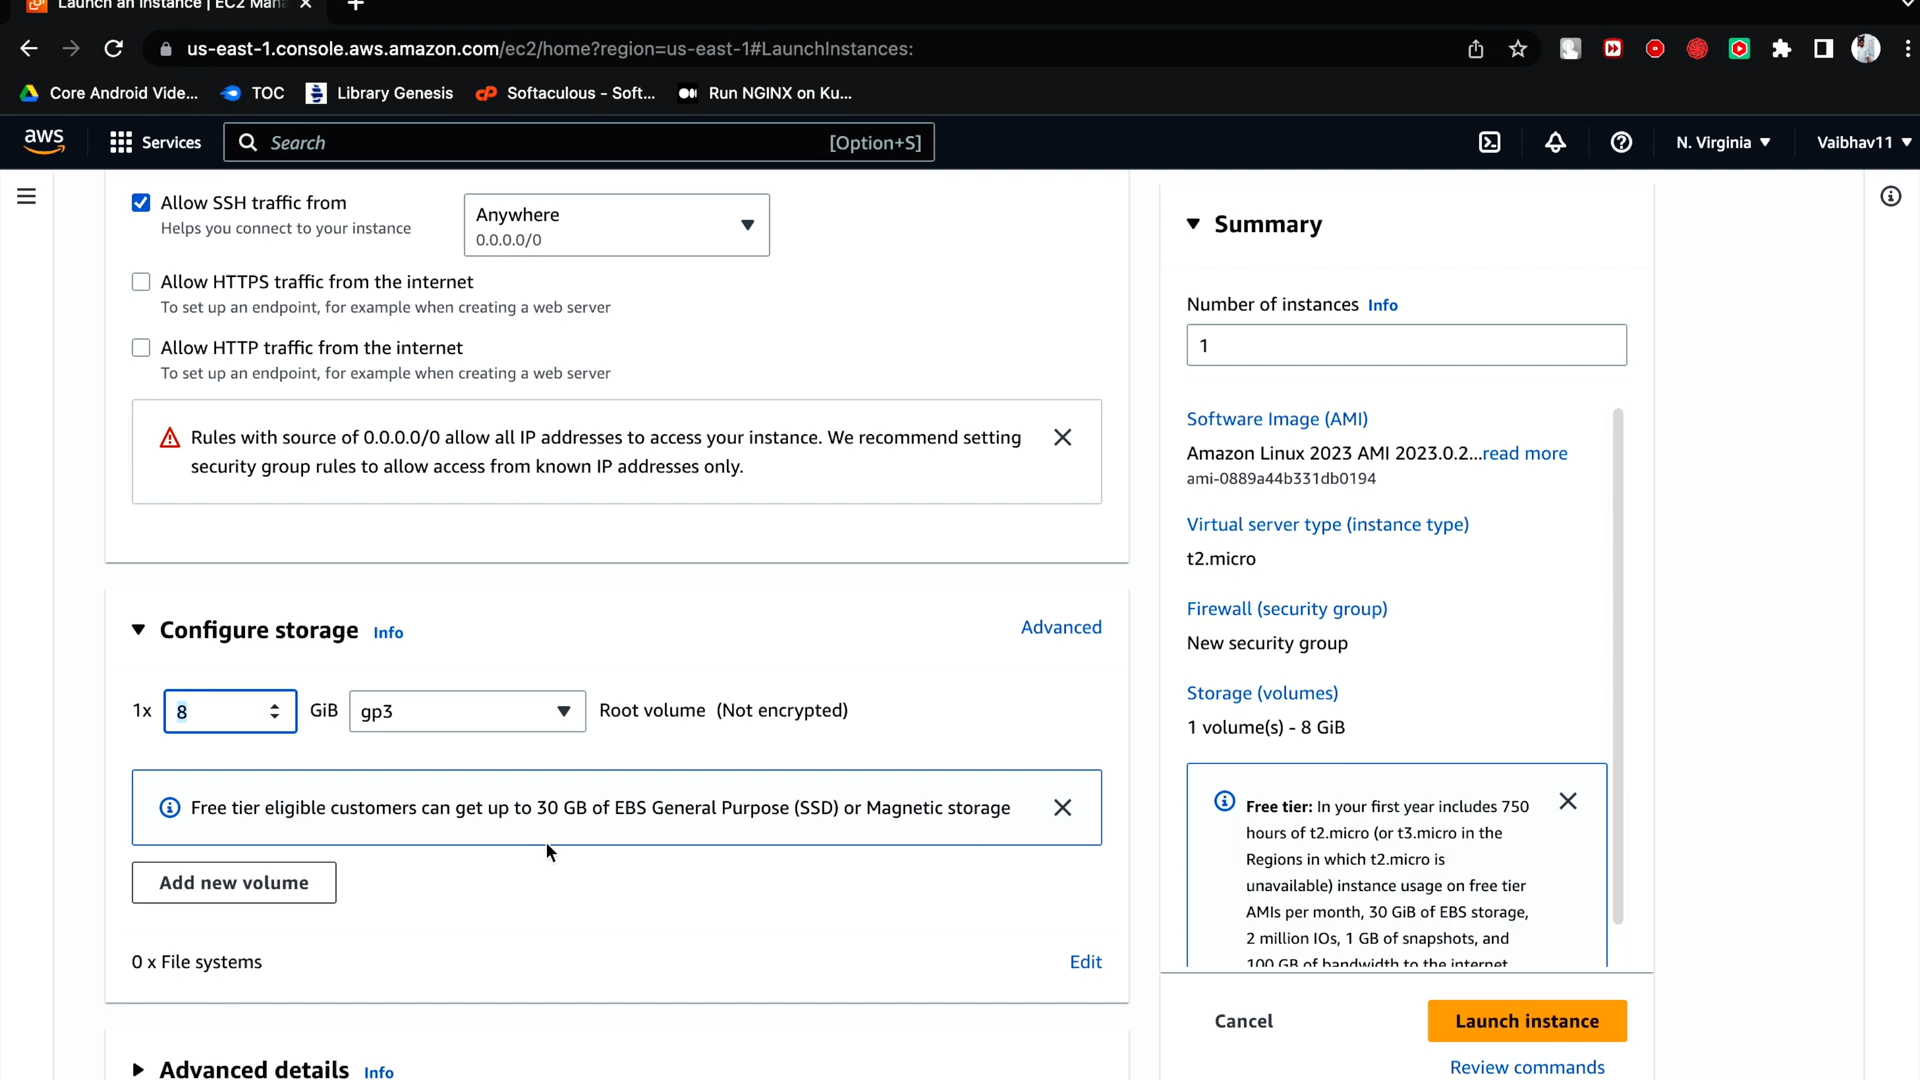 Launch an instance | EC2 Mana
us-east-1.console.aws.amazon.com/ec2/home?region=us-east-1#LaunchInstances:
Core Android Vide... TOC Library Genesis Softaculous - Soft... Run NGINX on Ku...
aws Services Search [Option+S] N. Virginia Vaibhav11
Allow SSH traffic from
Helps you connect to your instance
Anywhere
0.0.0.0/0
Allow HTTPS traffic from the internet
To set up an endpoint, for example when creating a web server
Allow HTTP traffic from the internet
To set up an endpoint, for example when creating a web server
Rules with source of 0.0.0.0/0 allow all IP addresses to access your instance. We recommend setting
security group rules to allow access from known IP addresses only.
Configure storage Info Advanced
1x 8 GiB gp3 Root volume (Not encrypted)
Free tier eligible customers can get up to 30 GB of EBS General Purpose (SSD) or Magnetic storage
Add new volume
0 x File systems Edit
Advanced details Info
Summary
Number of instances Info
1
Software Image (AMI)
Amazon Linux 2023 AMI 2023.0.2...read more
ami-0889a44b331db0194
Virtual server type (instance type)
t2.micro
Firewall (security group)
New security group
Storage (volumes)
1 volume(s) - 8 GiB
Free tier: In your first year includes 750
hours of t2.micro (or t3.micro in the
Regions in which t2.micro is
unavailable) instance usage on free tier
AMIs per month, 30 GiB of EBS storage,
2 million IOs, 1 GB of snapshots, and
100 GB of bandwidth to the internet
Cancel Launch instance
Review commands